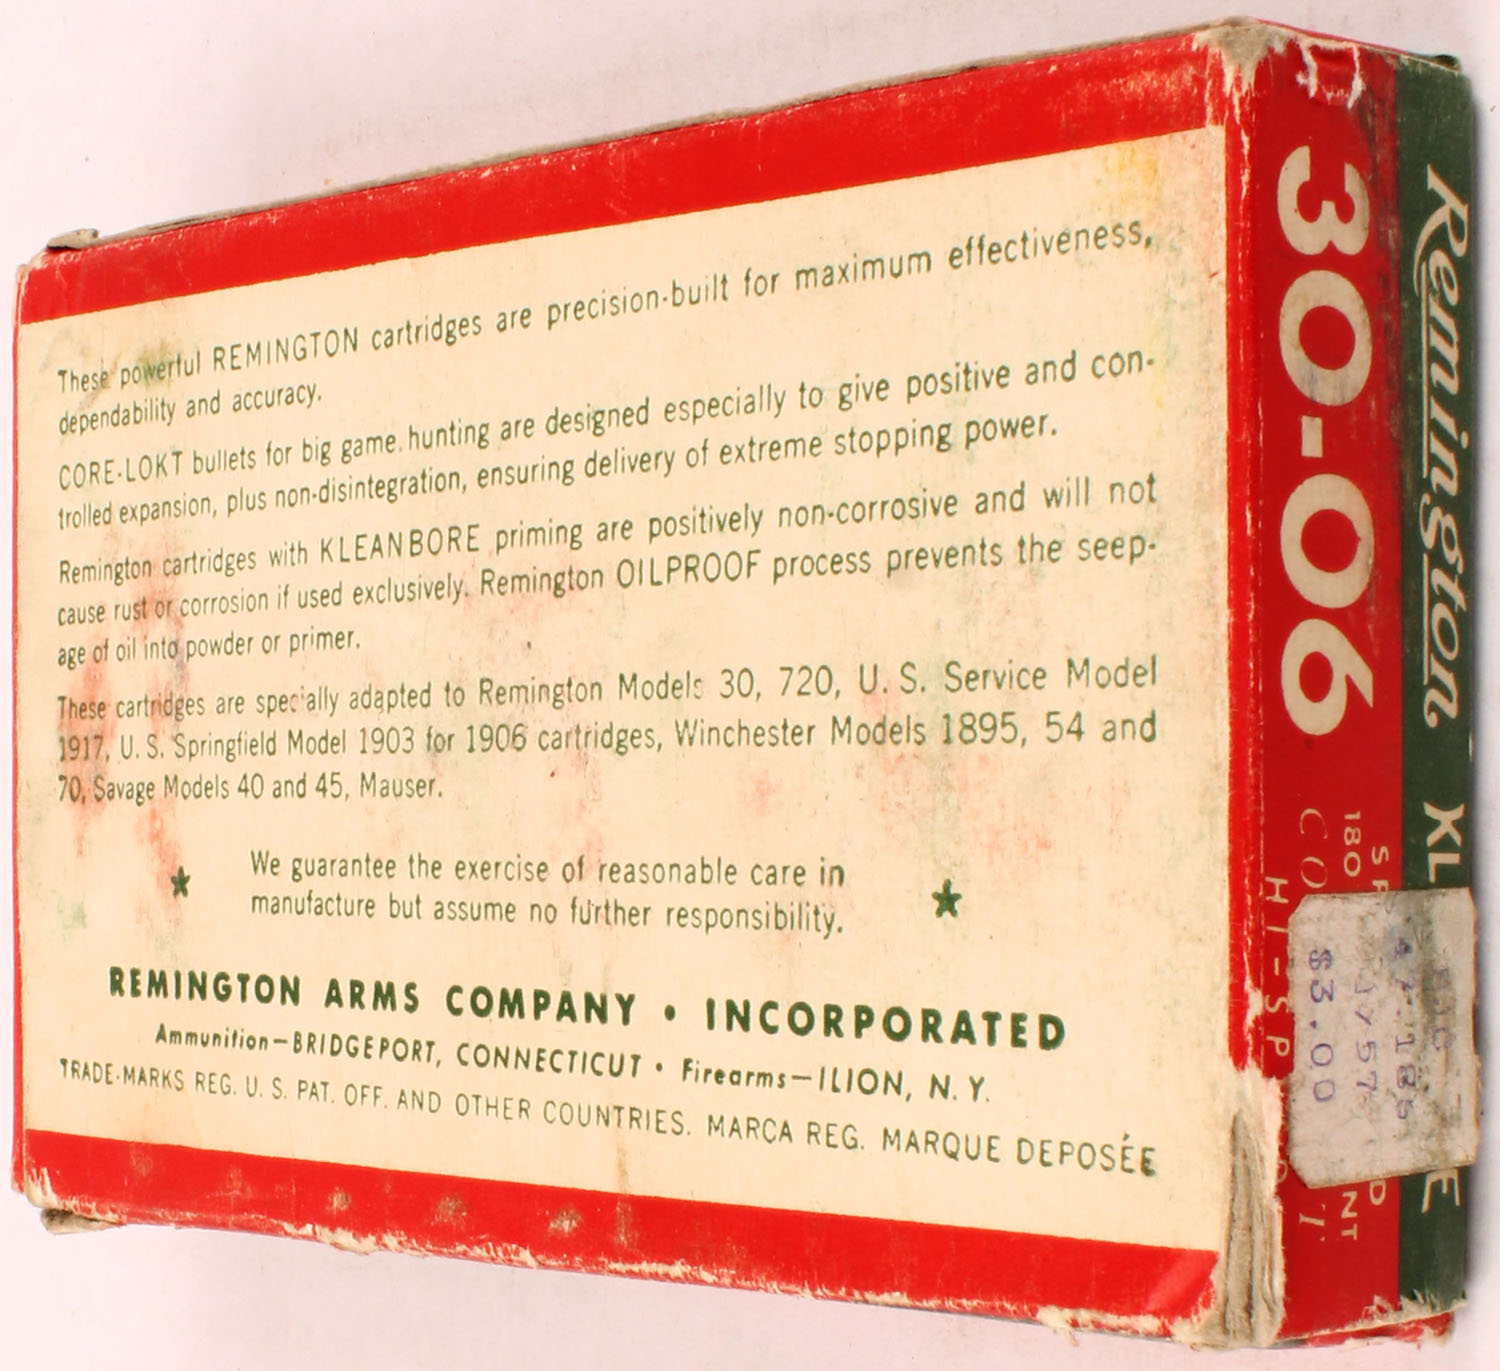 These powerful REMINGTON cartridges are precision-built for maximum effectiveness,
dependability and accuracy.
CORE-LOKT bullets for big game hunting are designed especially to give positive and con-
trolled expansion, plus non-disintegration, ensuring delivery of extreme stopping power.
Remington cartridges with KLEANBORE priming are positively non-corrosive and will not
cause rust or corrosion if used exclusively. Remington OILPROOF process prevents the seep-
age of oil into powder or primer.
These cartridges are specially adapted to Remington Models 30, 720, U. S. Service Model
1917, U. S. Springfield Model 1903 for 1906 cartridges, Winchester Models 1895, 54 and
70, Savage Models 40 and 45, Mauser.
★ We guarantee the exercise of reasonable care in ★
manufacture but assume no further responsibility.
REMINGTON ARMS COMPANY • INCORPORATED
Ammunition—BRIDGEPORT, CONNECTICUT • Firearms—ILION, N. Y.
TRADE-MARKS REG. U. S. PAT. OFF. AND OTHER COUNTRIES. MARCA REG. MARQUE DEPOSÉE
Remington
30-06
180
HI-SP
$3.00